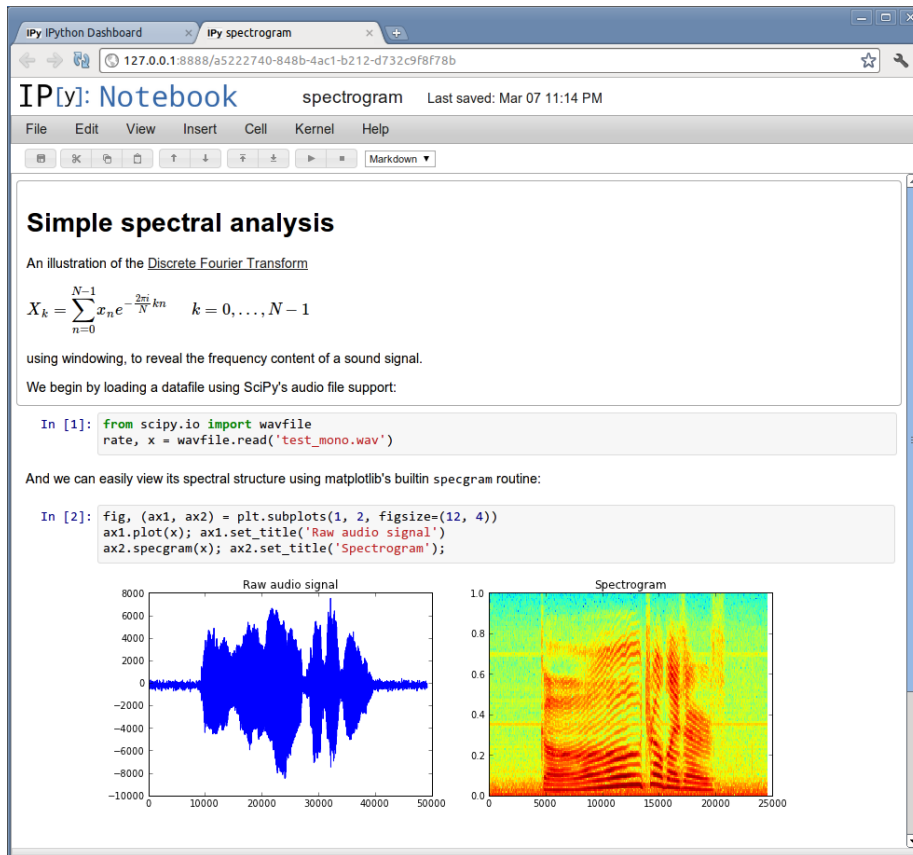 IPy IPython Dashboard
IPy spectrogram
127.0.0.1:8888/a5222740-848b-4ac1-b212-d732c9f8f78b
IP[y]: Notebook
spectrogram
Last saved: Mar 07 11:14 PM
File Edit View Insert Cell Kernel Help
Markdown
Simple spectral analysis
An illustration of the Discrete Fourier Transform
X_k = \sum_{n=0}^{N-1} x_n e^{-\frac{2\pi i}{N} kn} k = 0, . . . , N − 1
using windowing, to reveal the frequency content of a sound signal.
We begin by loading a datafile using SciPy's audio file support:
In [1]: from scipy.io import wavfile
rate, x = wavfile.read('test_mono.wav')
And we can easily view its spectral structure using matplotlib's builtin specgram routine:
In [2]: fig, (ax1, ax2) = plt.subplots(1, 2, figsize=(12, 4))
ax1.plot(x); ax1.set_title('Raw audio signal')
ax2.specgram(x); ax2.set_title('Spectrogram');
Raw audio signal
8000
6000
4000
2000
0
−2000
−4000
−6000
−8000
−10000
0 10000 20000 30000 40000 50000
Spectrogram
1.0
0.8
0.6
0.4
0.2
0.0
0 5000 10000 15000 20000 25000